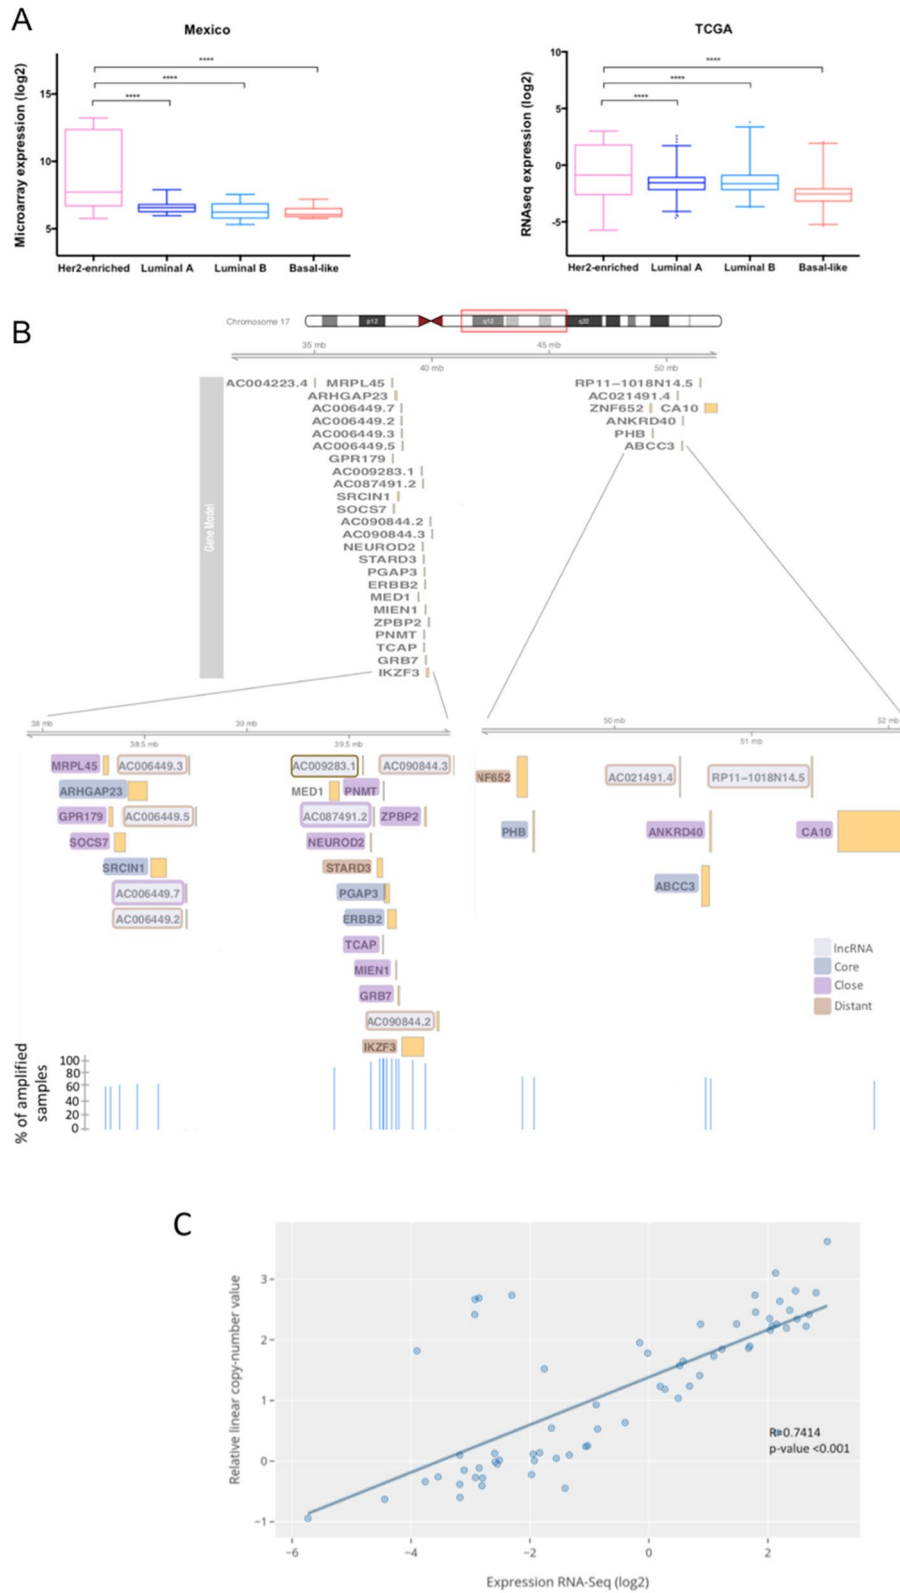 A
Mexico
TCGA
Microarray expression (log2)
15
10
5
****
****
****
Her2-enriched Luminal A Luminal B Basal-like
RNAseq expression (log2)
10
5
0
-5
****
****
****
Her2-enriched Luminal A Luminal B Basal-like
B
Chromosome 17
p12 q12 q22
35 mb 45 mb
40 mb 50 mb
Gene Model
AC004223.4 MRPL45
ARHGAP23
AC006449.7
AC006449.2
AC006449.3
AC006449.5
GPR179
AC009283.1
AC087491.2
SRCIN1
SOCS7
AC090844.2
AC090844.3
NEUROD2
STARD3
PGAP3
ERBB2
MED1
MIEN1
ZPBP2
PNMT
TCAP
GRB7
IKZF3
RP11-1018N14.5
AC021491.4
ZNF652 CA10
ANKRD40
PHB
ABCC3
38 mb 39 mb
38.5 mb 39.5 mb
50 mb 52 mb
51 mb
MRPL45 AC006449.3
ARHGAP23
GPR179 AC006449.5
SOCS7
SRCIN1
AC006449.7
AC006449.2
AC009283.1 AC090844.3
MED1 PNMT
AC087491.2 ZPBP2
NEUROD2
STARD3
PGAP3
ERBB2
TCAP
MIEN1
GRB7
AC090844.2
IKZF3
NF652 AC021491.4 RP11-1018N14.5
PHB ANKRD40 CA10
ABCC3
lncRNA
Core
Close
Distant
% of amplified
samples
100
80
60
40
20
0
C
Relative linear copy-number value
3
2
1
0
−1
R=0.7414
p-value <0.001
−6 −4 −2 0 2
Expression RNA-Seq (log2)